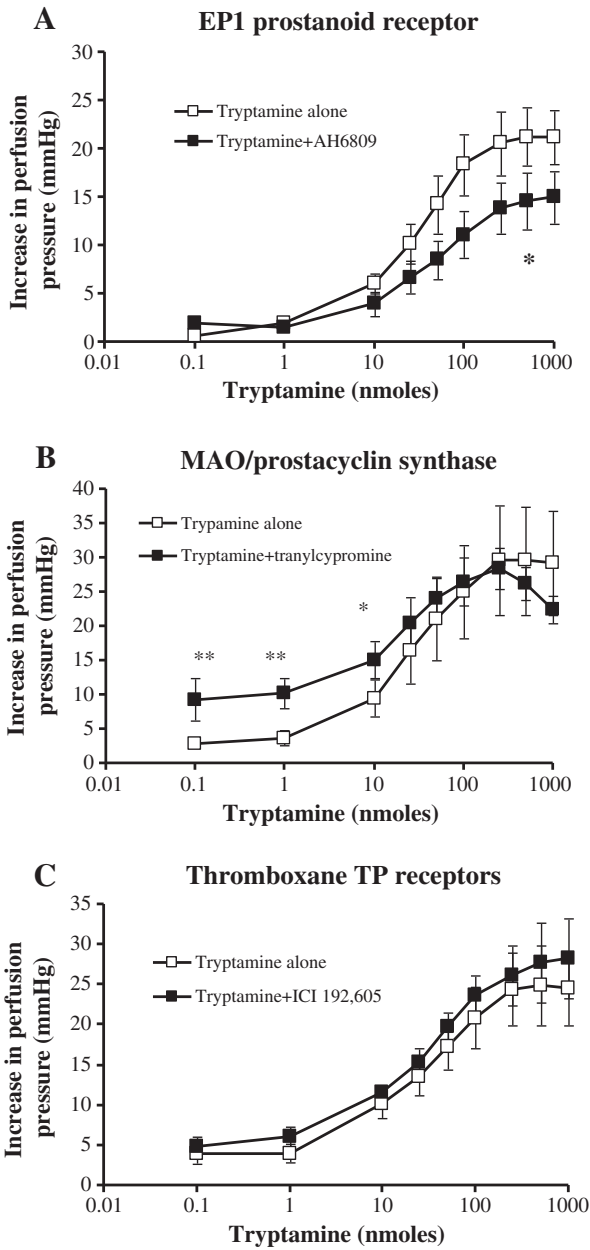 A EP1 prostanoid receptor
Increase in perfusion
pressure (mmHg)
30
25
20
15
10
5
0
Tryptamine alone
Tryptamine+AH6809
*
0.01 0.1 1 10 100 1000
Tryptamine (nmoles)
B MAO/prostacyclin synthase
Increase in perfusion
pressure (mmHg)
40
35
30
25
20
15
10
5
0
Trypamine alone
Tryptamine+tranylcypromine
** ** *
0.01 0.1 1 10 100 1000
Tryptamine (nmoles)
C Thromboxane TP receptors
Increase in perfusion
pressure (mmHg)
35
30
25
20
15
10
5
0
Tryptamine alone
Tryptamine+ICI 192,605
0.01 0.1 1 10 100 1000
Tryptamine (nmoles)